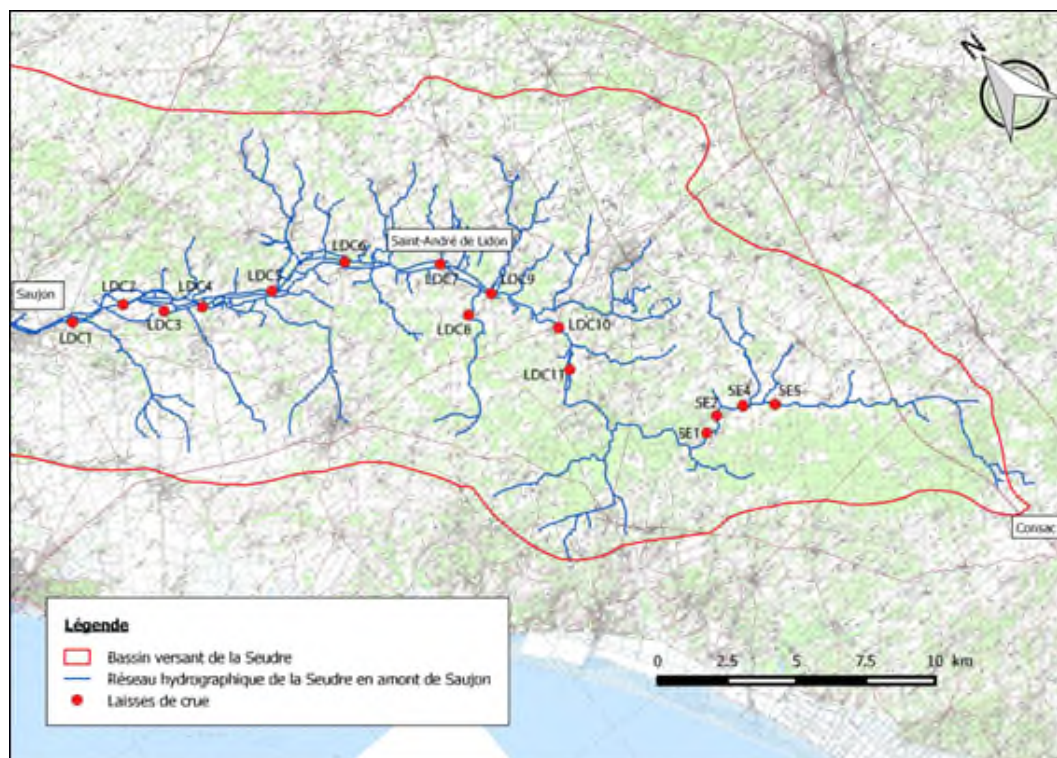 N
LDC6
Saint-André de Lidon
LDC7
LDC5
LDC9
Saujon
LDC2
LDC4
LDC3
LDC1
LDC8
LDC10
LDC11
SE4
SE5
SE2
SE1
Consac
Légende
Bassin versant de la Seudre
Réseau hydrographique de la Seudre en amont de Saujon
Laisses de crue
0 2.5 5 7.5 10 km